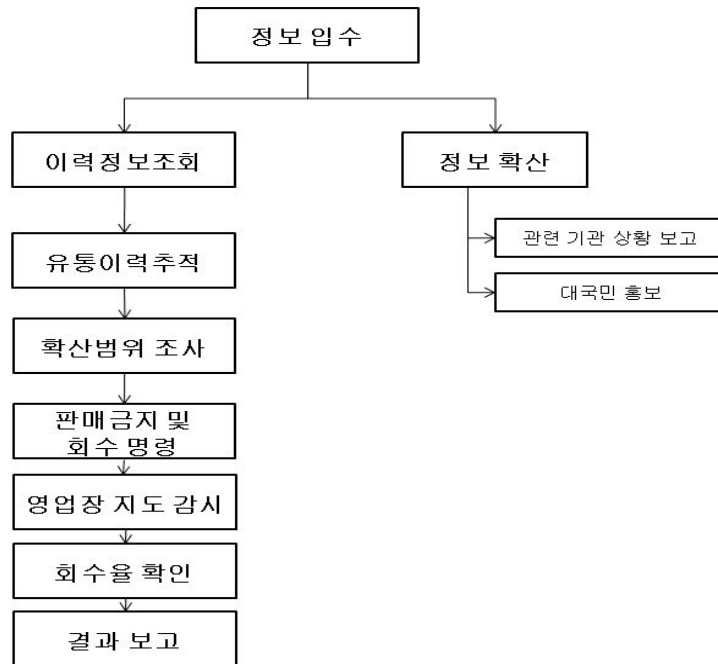 정보 입수
이력정보조회
정보 확산
유통이력추적
관련 기관 상황 보고
대국민 홍보
확산범위 조사
판매금지 및
회수 명령
영업장 지도 감시
회수율 확인
결과 보고